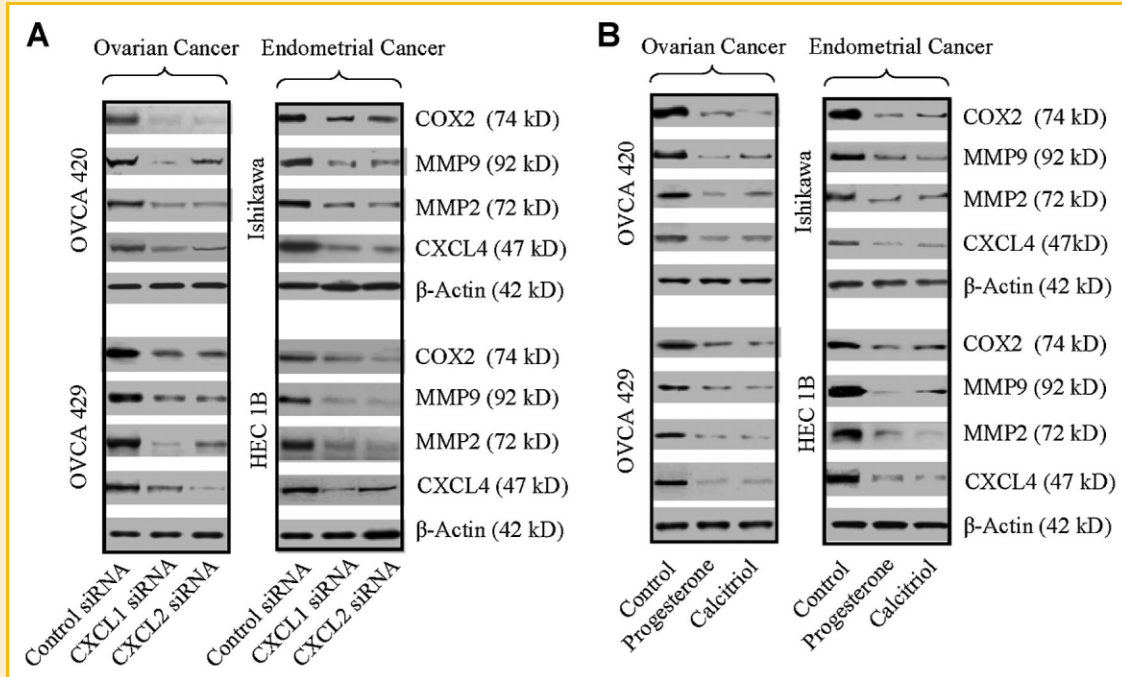 A
Ovarian Cancer
Endometrial Cancer
OVCA 420
Ishikawa
COX2 (74 kD)
MMP9 (92 kD)
MMP2 (72 kD)
CXCL4 (47 kD)
β-Actin (42 kD)
OVCA 429
HEC 1B
COX2 (74 kD)
MMP9 (92 kD)
MMP2 (72 kD)
CXCL4 (47 kD)
β-Actin (42 kD)
Control siRNA
CXCL1 siRNA
CXCL2 siRNA
Control siRNA
CXCL1 siRNA
CXCL2 siRNA
B
Ovarian Cancer
Endometrial Cancer
OVCA 420
Ishikawa
COX2 (74 kD)
MMP9 (92 kD)
MMP2 (72 kD)
CXCL4 (47kD)
β-Actin (42 kD)
OVCA 429
HEC 1B
COX2 (74 kD)
MMP9 (92 kD)
MMP2 (72 kD)
CXCL4 (47 kD)
β-Actin (42 kD)
Control
Progesterone
Calcitriol
Control
Progesterone
Calcitriol